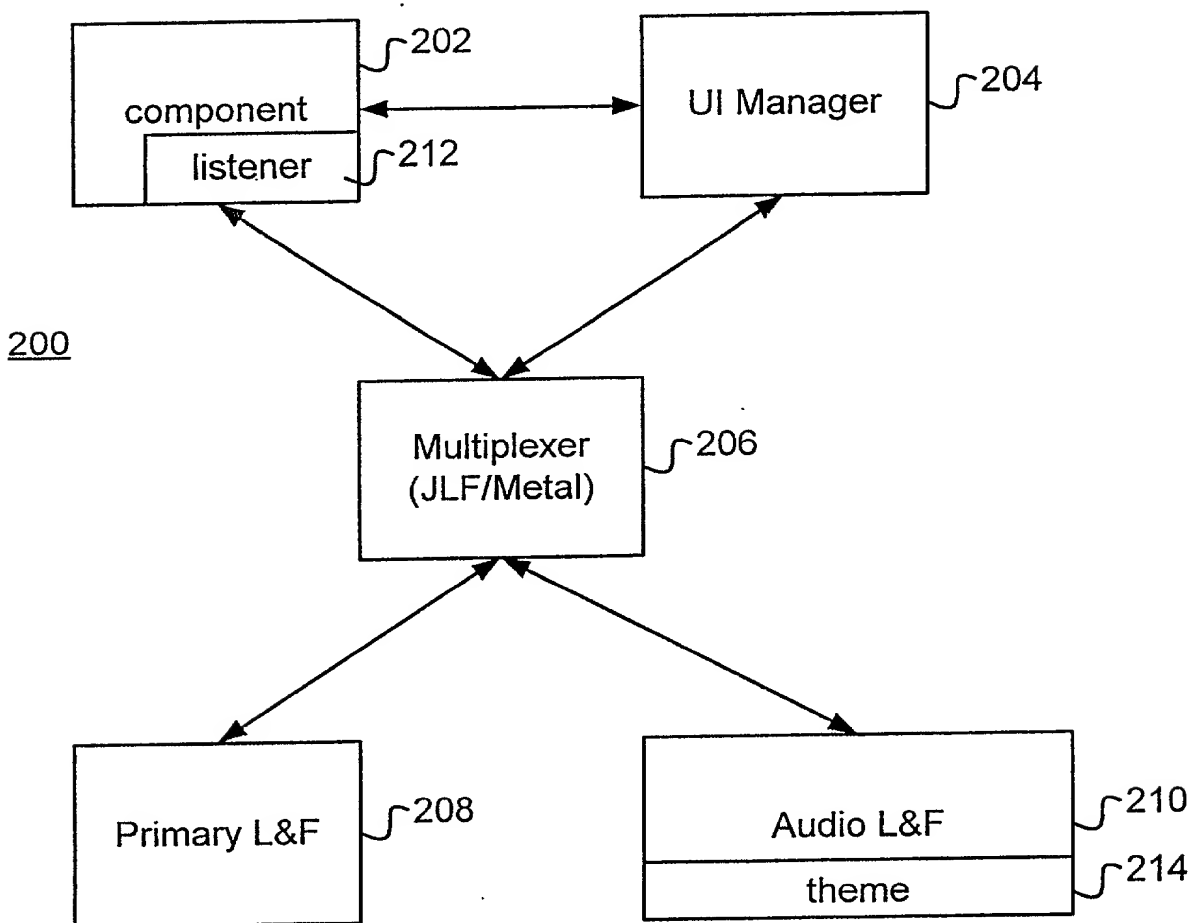 202
component
UI Manager
204
listener
212
200
Multiplexer
(JLF/Metal)
206
Primary L&F
208
Audio L&F
210
theme
214